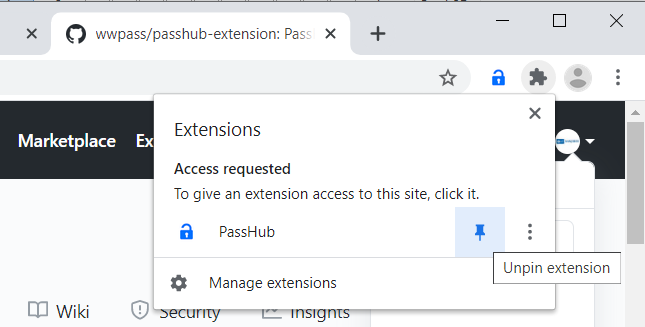 wwpass/passhub-extension: Pass
Marketplace Ex
Extensions
Access requested
To give an extension access to this site, click it.
PassHub
Unpin extension
Manage extensions
Wiki
Security
Insights